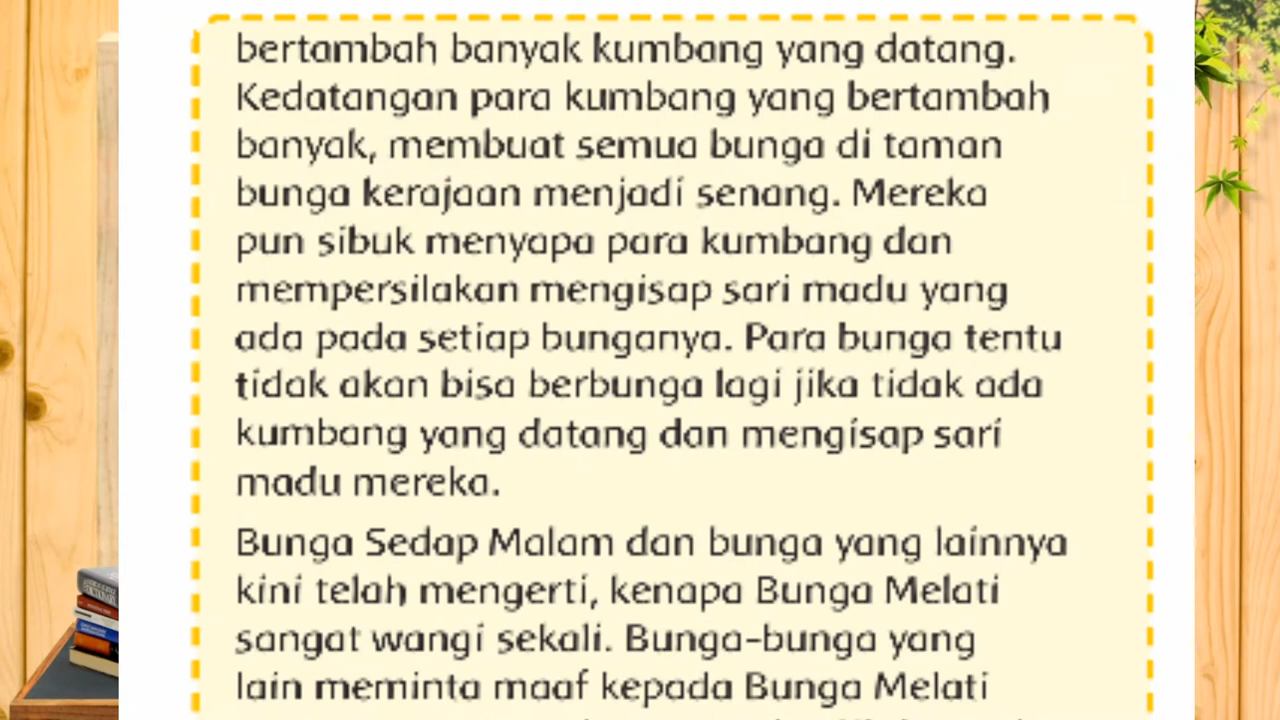 bertambah banyak kumbang yang datang.
Kedatangan para kumbang yang bertambah
banyak, membuat semua bunga di taman
bunga kerajaan menjadi senang. Mereka
pun sibuk menyapa para kumbang dan
mempersilakan mengisap sari madu yang
ada pada setiap bunganya. Para bunga tentu
tidak akan bisa berbunga lagi jika tidak ada
kumbang yang datang dan mengisap sari
madu mereka.
Bunga Sedap Malam dan bunga yang lainnya
kini telah mengerti, kenapa Bunga Melati
sangat wangi sekali. Bunga-bunga yang
lain meminta maaf kepada Bunga Melati